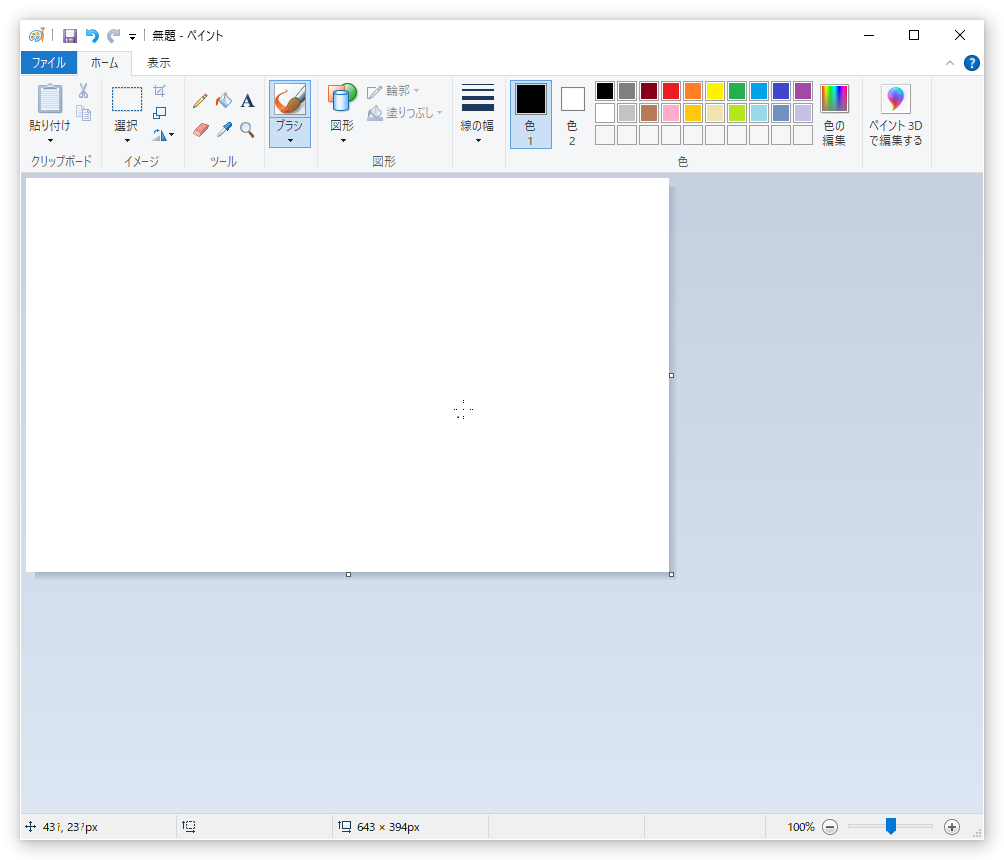 無題 - ペイント
ファイル ホーム 表示
貼り付け
クリップボード
選択
イメージ
A
ツール
ブラシ
図形
輪郭
塗りつぶし
図形
線の幅
色
1
色
2
色の
編集
色
ペイント 3D
で編集する
?
643 × 394px
100%